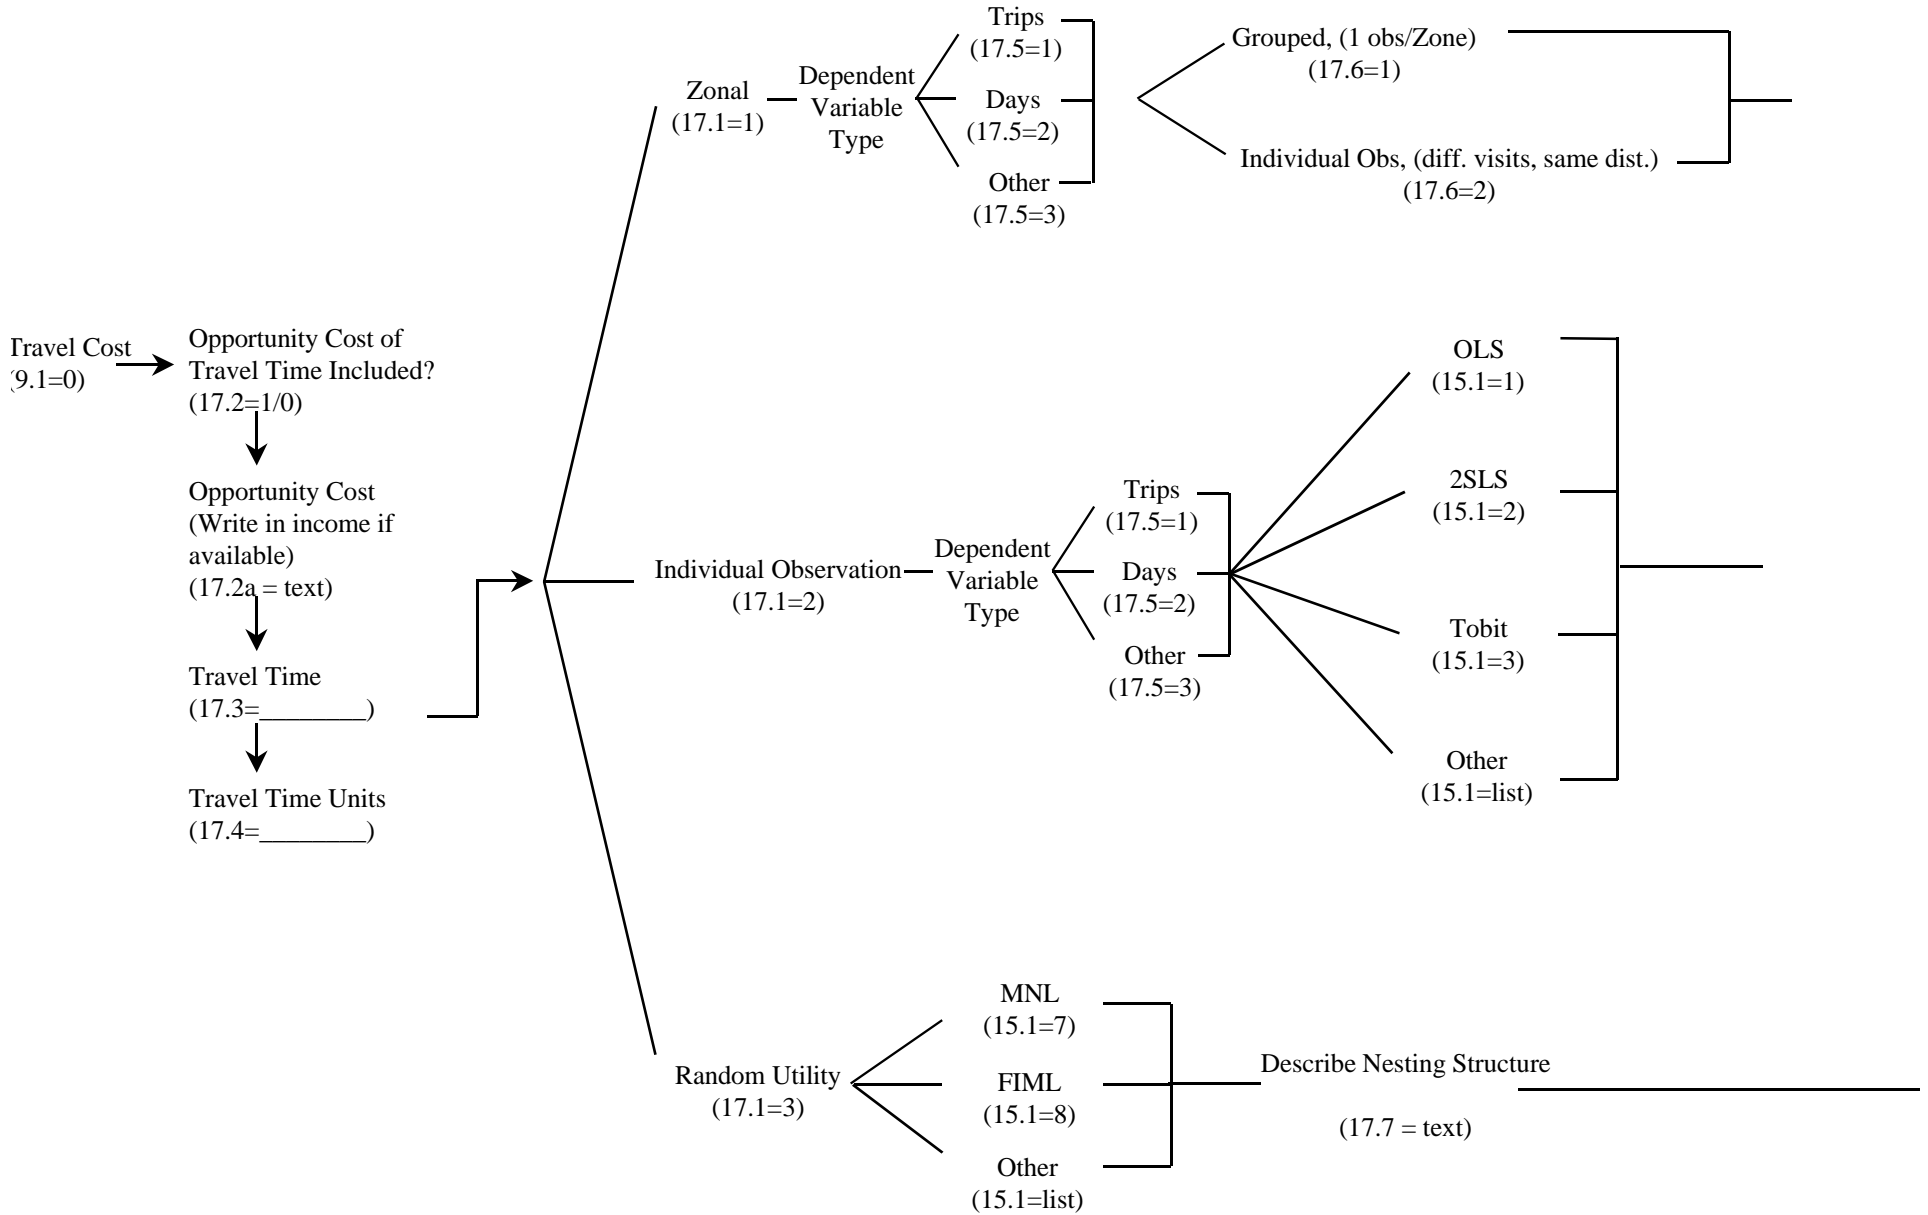 Travel Cost
(9.1=0)
Opportunity Cost of
Travel Time Included?
(17.2=1/0)
Opportunity Cost
(Write in income if
available)
(17.2a = text)
Travel Time
(17.3=________)
Travel Time Units
(17.4=________)
Zonal
(17.1=1)
Dependent
Variable
Type
Trips
(17.5=1)
Days
(17.5=2)
Other
(17.5=3)
Grouped, (1 obs/Zone)
(17.6=1)
Individual Obs, (diff. visits, same dist.)
(17.6=2)
Individual Observation
(17.1=2)
Dependent
Variable
Type
Trips
(17.5=1)
Days
(17.5=2)
Other
(17.5=3)
OLS
(15.1=1)
2SLS
(15.1=2)
Tobit
(15.1=3)
Other
(15.1=list)
Random Utility
(17.1=3)
MNL
(15.1=7)
FIML
(15.1=8)
Other
(15.1=list)
Describe Nesting Structure
(17.7 = text)